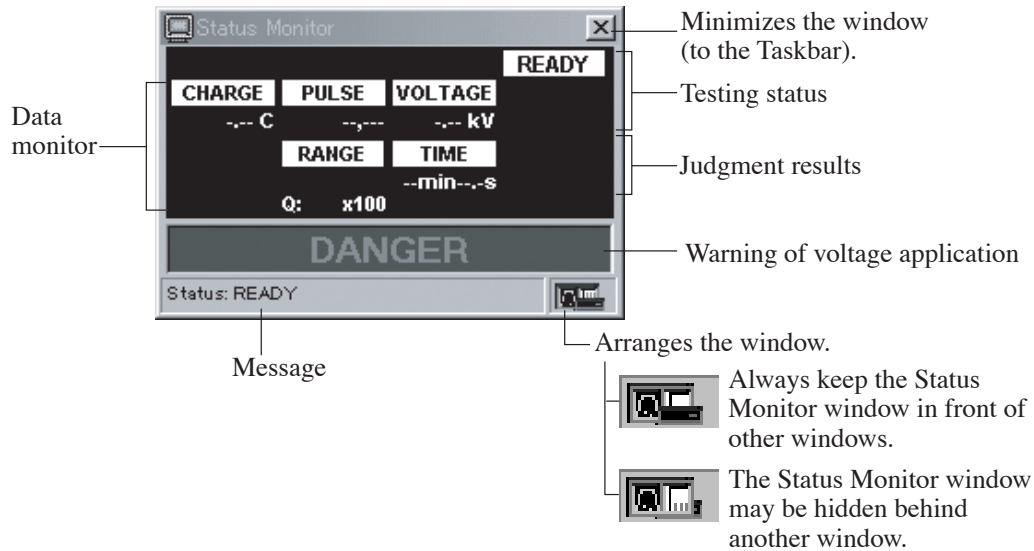 Status Monitor
Minimizes the window
(to the Taskbar).
READY
Testing status
CHARGE PULSE VOLTAGE
-.-- C --,--- -.-- kV
Data
monitor
RANGE TIME
Judgment results
--min--.-s
Q: x100
DANGER
Warning of voltage application
Status: READY
Message
Arranges the window.
Always keep the Status
Monitor window in front of
other windows.
The Status Monitor window
may be hidden behind
another window.